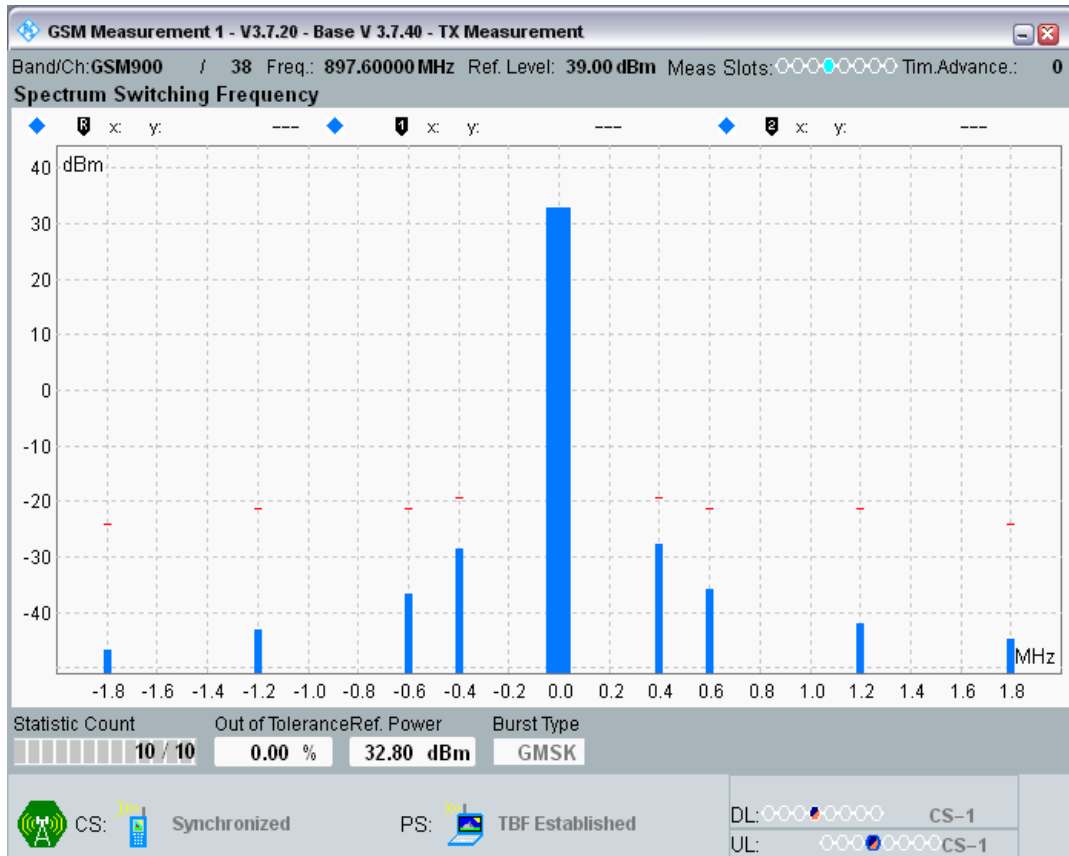 GSM Measurement 1 - V3.7.20 - Base V 3.7.40 - TX Measurement
Band/Ch:GSM900 / 38 Freq.: 897.60000 MHz Ref. Level: 39.00 dBm Meas Slots: Tim.Advance.: 0
Spectrum Switching Frequency
R x: y: --- 1 x: y: --- 2 x: y: ---
dBm
40
30
20
10
0
-10
-20
-30
-40
MHz
-1.8 -1.6 -1.4 -1.2 -1.0 -0.8 -0.6 -0.4 -0.2 0.0 0.2 0.4 0.6 0.8 1.0 1.2 1.4 1.6 1.8
Statistic Count Out of Tolerance Ref. Power Burst Type
10 / 10 0.00 % 32.80 dBm GMSK
CS: Synchronized PS: TBF Established
DL: CS-1
UL: CS-1